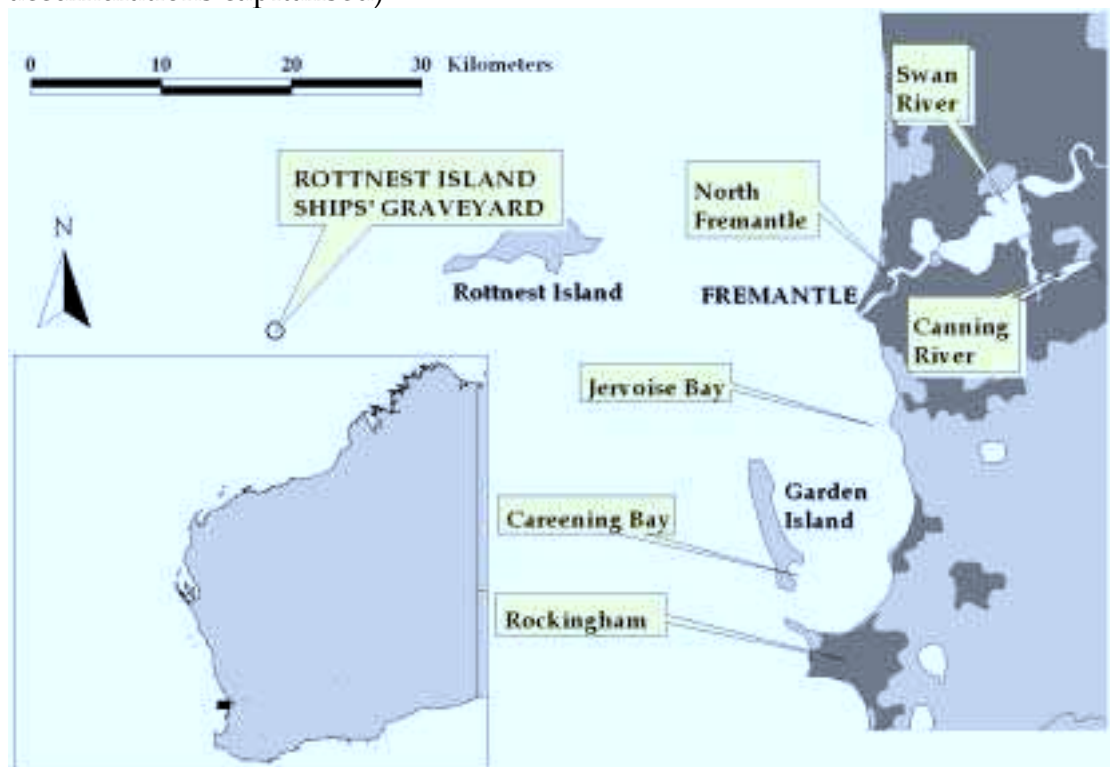 0 10 20 30 Kilometers
Swan
River
ROTTNEST ISLAND
SHIPS' GRAVEYARD
North
Fremantle
N
Rottnest Island
FREMANTLE
Canning
River
Jervoise Bay
Garden
Island
Careening Bay
Rockingham